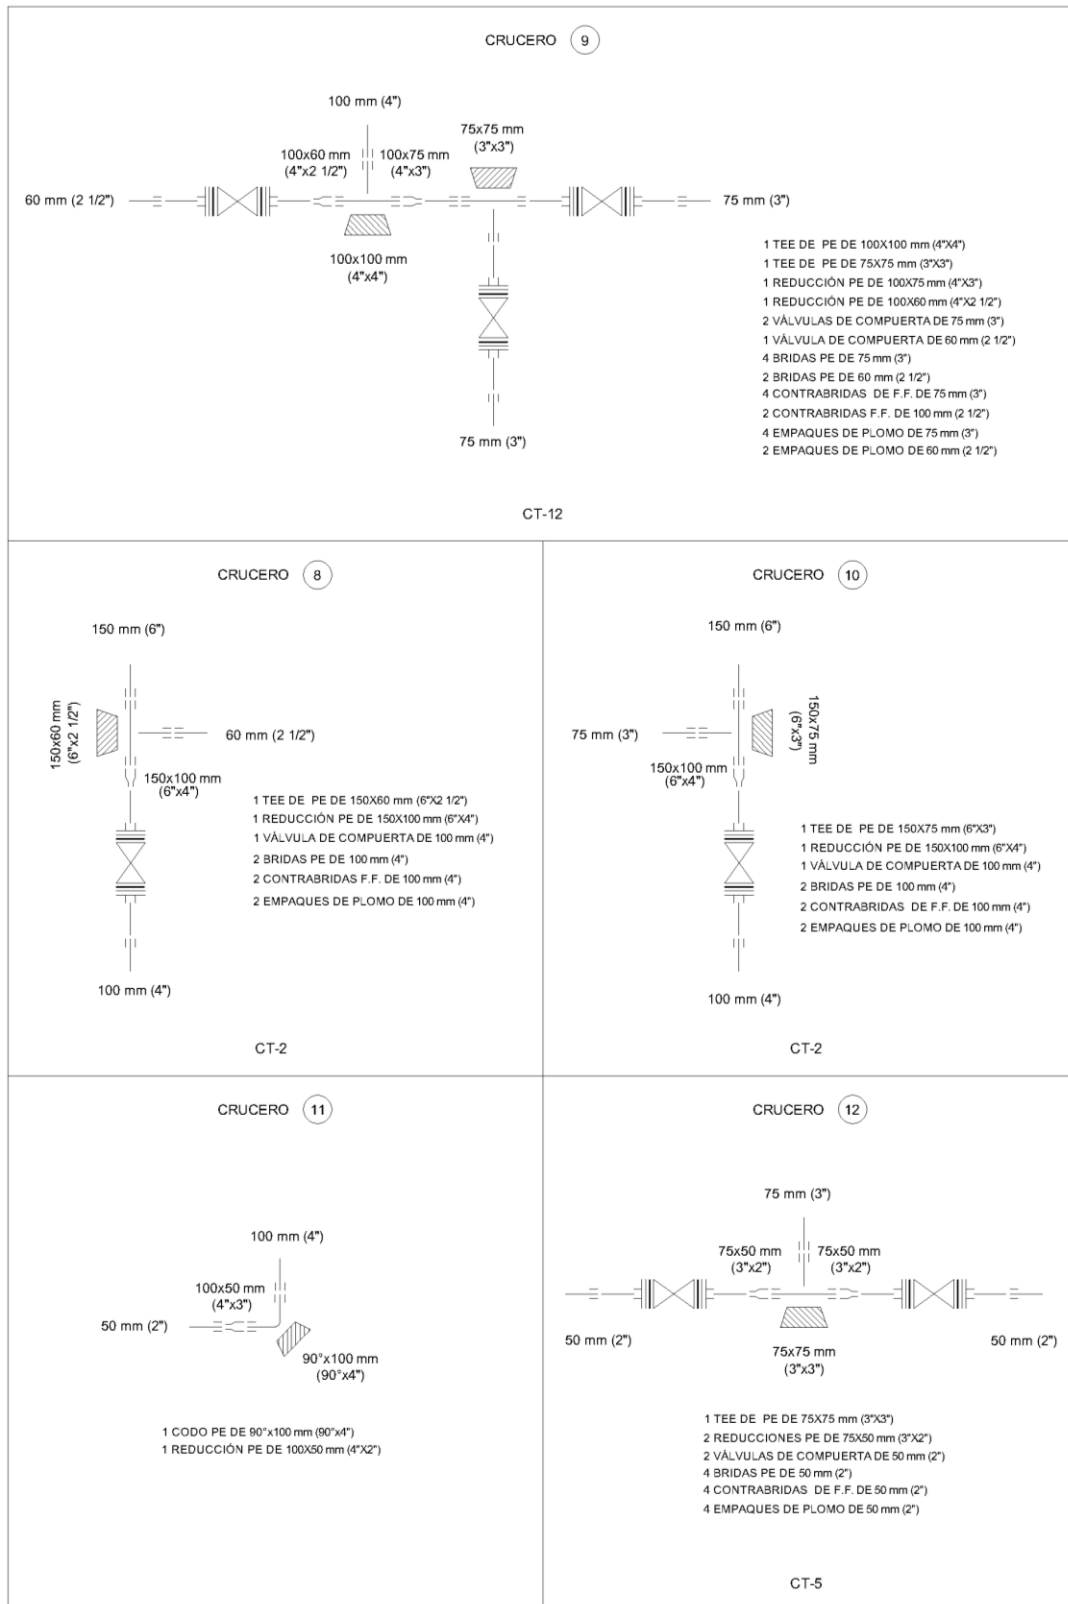 CRUCERO 9
100 mm (4")
75x75 mm
(3"x3")
100x60 mm
(4"x2 1/2")
100x75 mm
(4"x3")
60 mm (2 1/2")
75 mm (3")
100x100 mm
(4"x4")
75 mm (3")
1 TEE DE PE DE 100X100 mm (4"X4")
1 TEE DE PE DE 75X75 mm (3"X3")
1 REDUCCIÓN PE DE 100X75 mm (4"X3")
1 REDUCCIÓN PE DE 100X60 mm (4"X2 1/2")
2 VÁLVULAS DE COMPUERTA DE 75 mm (3")
1 VÁLVULA DE COMPUERTA DE 60 mm (2 1/2")
4 BRIDAS PE DE 75 mm (3")
2 BRIDAS PE DE 60 mm (2 1/2")
4 CONTRABRIDAS DE F.F. DE 75 mm (3")
2 CONTRABRIDAS F.F. DE 100 mm (2 1/2")
4 EMPAQUES DE PLOMO DE 75 mm (3")
2 EMPAQUES DE PLOMO DE 60 mm (2 1/2")
CT-12
CRUCERO 8
150 mm (6")
150x60 mm
(6"x2 1/2")
60 mm (2 1/2")
150x100 mm
(6"x4")
1 TEE DE PE DE 150X60 mm (6"X2 1/2")
1 REDUCCIÓN PE DE 150X100 mm (6"X4")
1 VÁLVULA DE COMPUERTA DE 100 mm (4")
2 BRIDAS PE DE 100 mm (4")
2 CONTRABRIDAS F.F. DE 100 mm (4")
2 EMPAQUES DE PLOMO DE 100 mm (4")
100 mm (4")
CT-2
CRUCERO 10
150 mm (6")
150x75 mm
(6"x3")
75 mm (3")
150x100 mm
(6"x4")
1 TEE DE PE DE 150X75 mm (6"X3")
1 REDUCCIÓN PE DE 150X100 mm (6"X4")
1 VÁLVULA DE COMPUERTA DE 100 mm (4")
2 BRIDAS PE DE 100 mm (4")
2 CONTRABRIDAS DE F.F. DE 100 mm (4")
2 EMPAQUES DE PLOMO DE 100 mm (4")
100 mm (4")
CT-2
CRUCERO 11
100 mm (4")
100x50 mm
(4"x3")
50 mm (2")
90°x100 mm
(90°x4")
1 CODO PE DE 90°x100 mm (90°x4")
1 REDUCCIÓN PE DE 100X50 mm (4"X2")
CRUCERO 12
75 mm (3")
75x50 mm
(3"x2")
75x50 mm
(3"x2")
50 mm (2")
50 mm (2")
75x75 mm
(3"x3")
1 TEE DE PE DE 75X75 mm (3"X3")
2 REDUCCIONES PE DE 75X50 mm (3"X2")
2 VÁLVULAS DE COMPUERTA DE 50 mm (2")
4 BRIDAS PE DE 50 mm (2")
4 CONTRABRIDAS DE F.F. DE 50 mm (2")
4 EMPAQUES DE PLOMO DE 50 mm (2")
CT-5